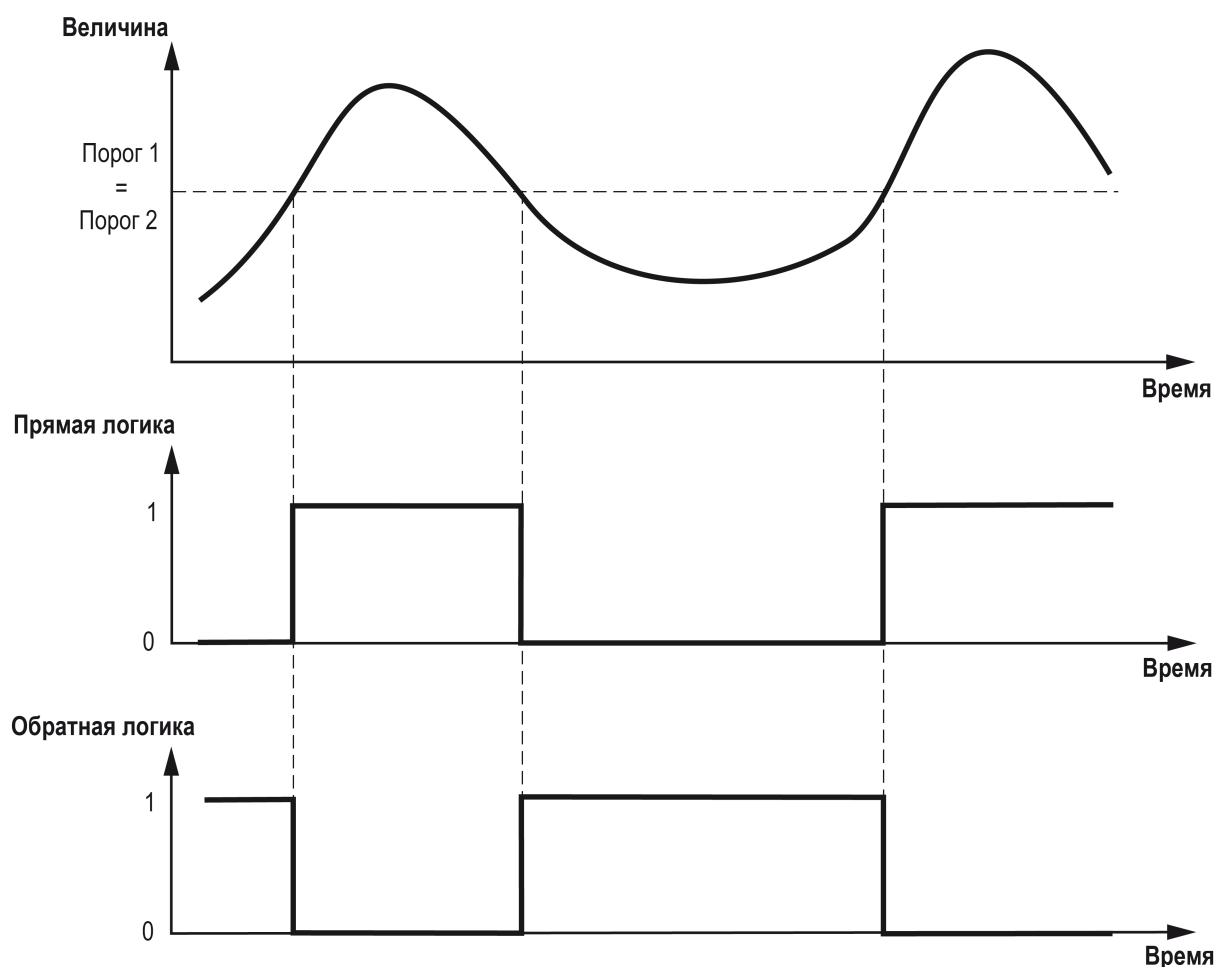 Величина
Порог 1
=
Порог 2
Время
Прямая логика
1
0
Время
Обратная логика
1
0
Время